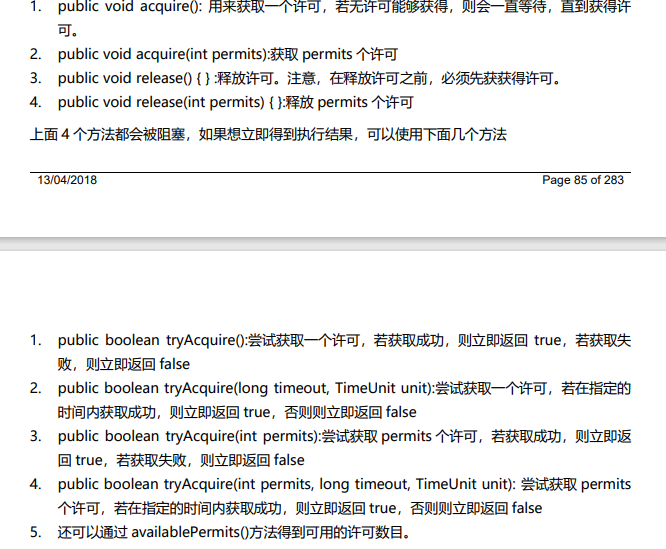 1. public void acquire(): 用来获取一个许可，若无许可能够获得，则会一直等待，直到获得许
可。
2. public void acquire(int permits):获取 permits 个许可
3. public void release() { } :释放许可。注意，在释放许可之前，必须先获获得许可。
4. public void release(int permits) { }:释放 permits 个许可
上面 4 个方法都会被阻塞，如果想立即得到执行结果，可以使用下面几个方法
13/04/2018 Page 85 of 283
1. public boolean tryAcquire():尝试获取一个许可，若获取成功，则立即返回 true，若获取失
败，则立即返回 false
2. public boolean tryAcquire(long timeout, TimeUnit unit):尝试获取一个许可，若在指定的
时间内获取成功，则立即返回 true，否则则立即返回 false
3. public boolean tryAcquire(int permits):尝试获取 permits 个许可，若获取成功，则立即返
回 true，若获取失败，则立即返回 false
4. public boolean tryAcquire(int permits, long timeout, TimeUnit unit): 尝试获取 permits
个许可，若在指定的时间内获取成功，则立即返回 true，否则则立即返回 false
5. 还可以通过 availablePermits()方法得到可用的许可数目。